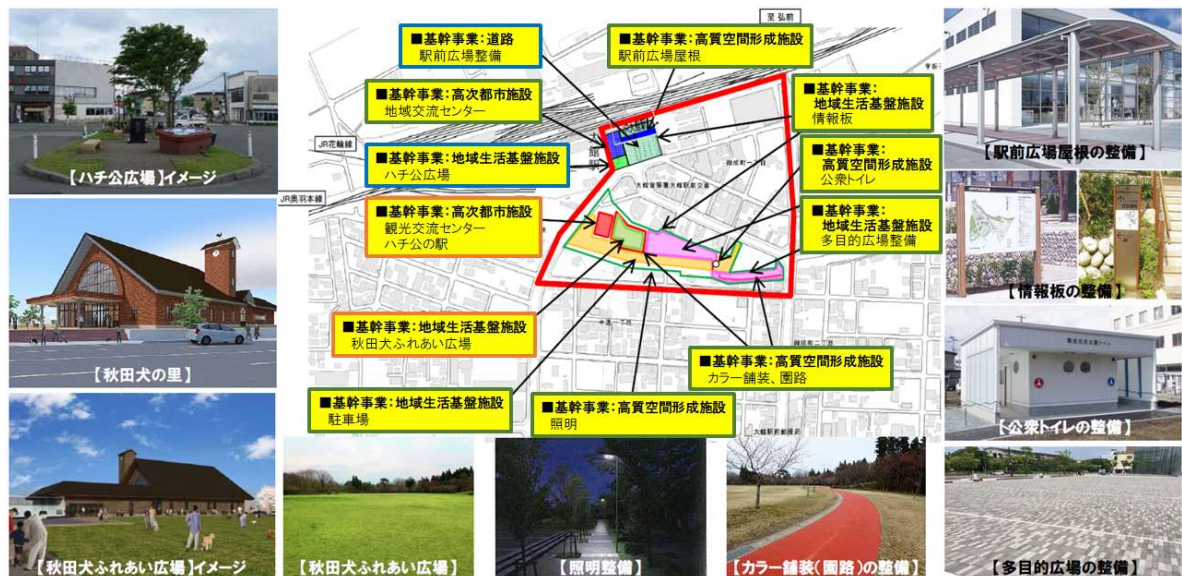 【ハチ公広場】イメージ
【秋田犬の里】
【秋田犬ふれあい広場】イメージ
至 弘前
■基幹事業:道路
駅前広場整備
■基幹事業:高質空間形成施設
駅前広場屋根
■基幹事業:高次都市施設
地域交流センター
■基幹事業:
地域生活基盤施設
情報板
JR花輪線
■基幹事業:地域生活基盤施設
ハチ公広場
御成町一丁目
■基幹事業:
高質空間形成施設
公衆トイレ
JR奥羽本線
■基幹事業:高次都市施設
観光交流センター
ハチ公の駅
■基幹事業:
地域生活基盤施設
多目的広場整備
■基幹事業:地域生活基盤施設
秋田犬ふれあい広場
御成町二丁目
■基幹事業:高質空間形成施設
カラー舗装、園路
■基幹事業:地域生活基盤施設
駐車場
■基幹事業:高質空間形成施設
照明
【秋田犬ふれあい広場】
【照明整備】
【カラー舗装(園路)の整備】
【駅前広場屋根の整備】
【情報板の整備】
【公衆トイレの整備】
【多目的広場の整備】